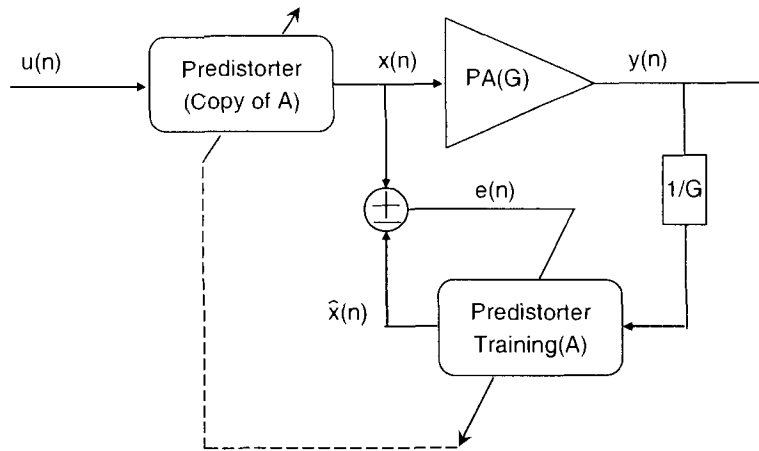 u(n)
Predistorter
(Copy of A)
x(n)
PA(G)
y(n)
1/G
e(n)
x̂(n)
Predistorter
Training(A)